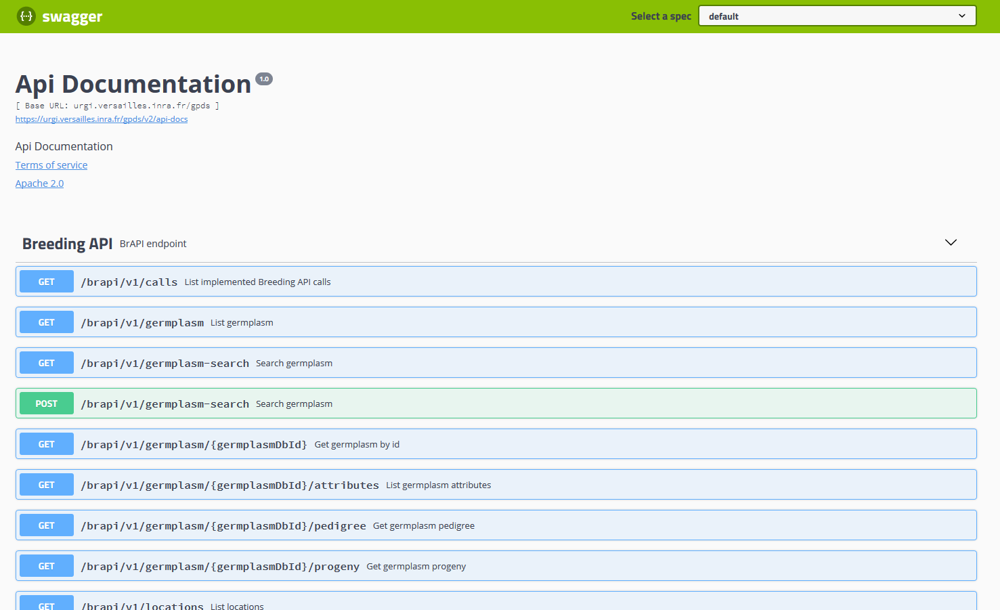 swagger
Select a spec default
Api Documentation 1.0
[ Base URL: urgi.versailles.inra.fr/gpds ]
https://urgi.versailles.inra.fr/gpds/v2/api-docs
Api Documentation
Terms of service
Apache 2.0
Breeding API BrAPI endpoint
GET /brapi/v1/calls List implemented Breeding API calls
GET /brapi/v1/germplasm List germplasm
GET /brapi/v1/germplasm-search Search germplasm
POST /brapi/v1/germplasm-search Search germplasm
GET /brapi/v1/germplasm/{germplasmDbId} Get germplasm by id
GET /brapi/v1/germplasm/{germplasmDbId}/attributes List germplasm attributes
GET /brapi/v1/germplasm/{germplasmDbId}/pedigree Get germplasm pedigree
GET /brapi/v1/germplasm/{germplasmDbId}/progeny Get germplasm progeny
GET /brapi/v1/locations List locations